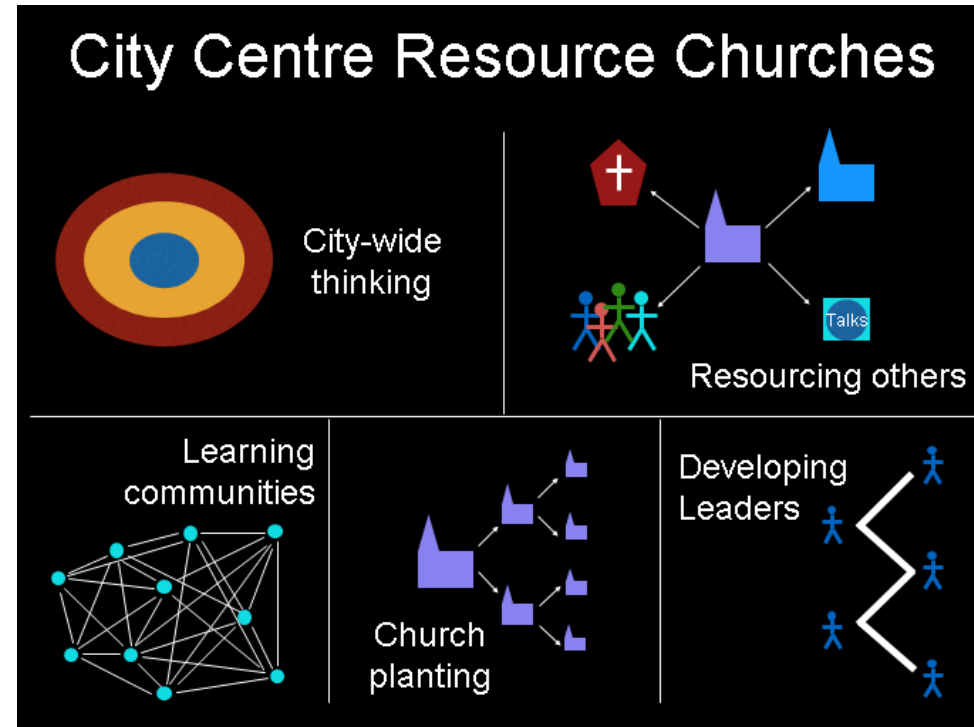 City Centre Resource Churches
City-wide
thinking
Talks
Resourcing others
Learning
communities
Church
planting
Developing
Leaders